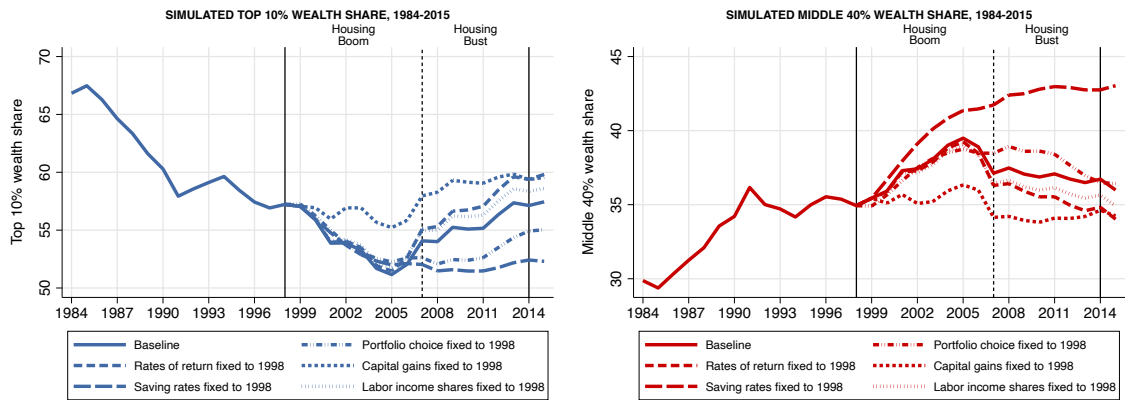 SIMULATED TOP 10% WEALTH SHARE, 1984-2015
Housing
Boom
Housing
Bust
Top 10% wealth share
70
65
60
55
50
1984 1987 1990 1993 1996 1999 2002 2005 2008 2011 2014
Baseline
Rates of return fixed to 1998
Saving rates fixed to 1998
Portfolio choice fixed to 1998
Capital gains fixed to 1998
Labor income shares fixed to 1998
SIMULATED MIDDLE 40% WEALTH SHARE, 1984-2015
Housing
Boom
Housing
Bust
Middle 40% wealth share
45
40
35
30
1984 1987 1990 1993 1996 1999 2002 2005 2008 2011 2014
Baseline
Rates of return fixed to 1998
Saving rates fixed to 1998
Portfolio choice fixed to 1998
Capital gains fixed to 1998
Labor income shares fixed to 1998